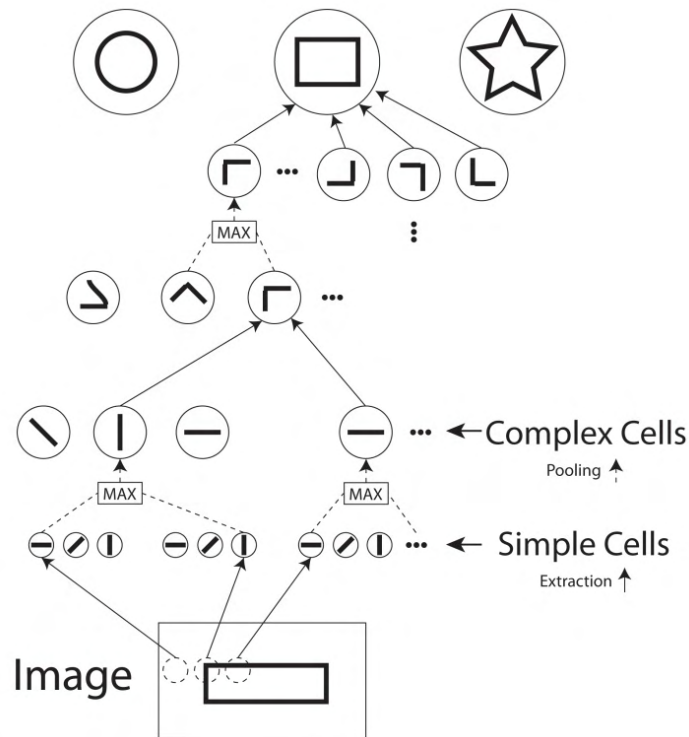 MAX
Complex Cells
Pooling
MAX
MAX
Simple Cells
Extraction
Image